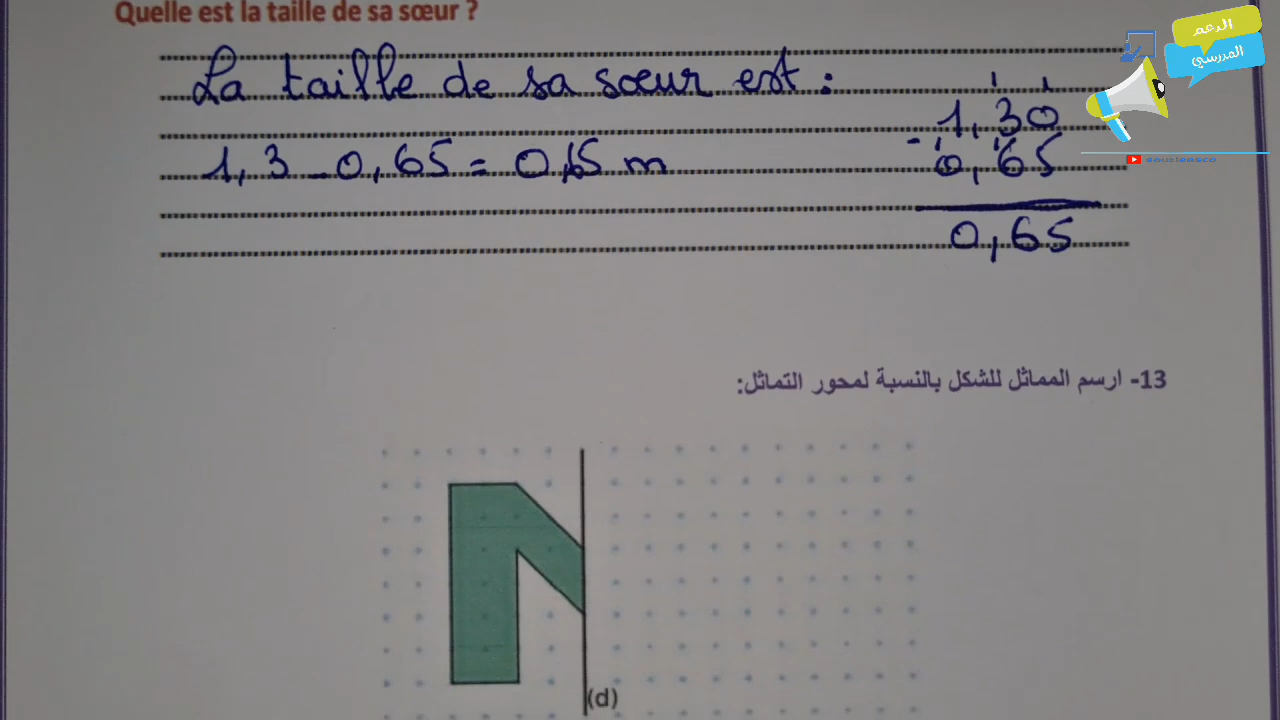 Quelle est la taille de sa sœur ?
La taille de sa sœur est :
1,3 - 0,65 = 0,65 m
1,30
- 0,65
0,65
الدعم
المدرسي
13- ارسم المماثل للشكل بالنسبة لمحور التماثل:
(d)